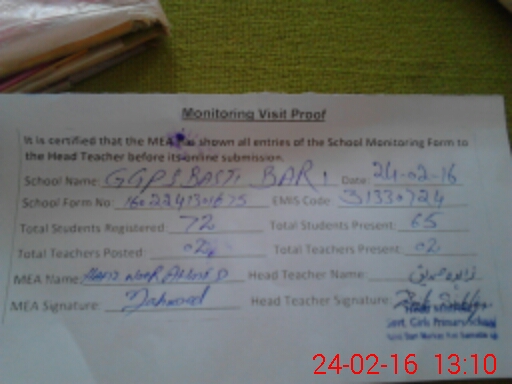 Monitoring Visit Proof
It is certified that the MEA has shown all entries of the School Monitoring Form to
the Head Teacher before its online submission.
School Name: GGPS BASTI BARI Date: 24-02-16
School Form No: EMIS Code: 31330724
Total Students Registered: 72 Total Students Present: 65
Total Teachers Posted: 02 Total Teachers Present: 02
MEA Name: NOOR AHMED Head Teacher Name:
MEA Signature: Head Teacher Signature:
Govt. Girls Primary School
24-02-16 13:10